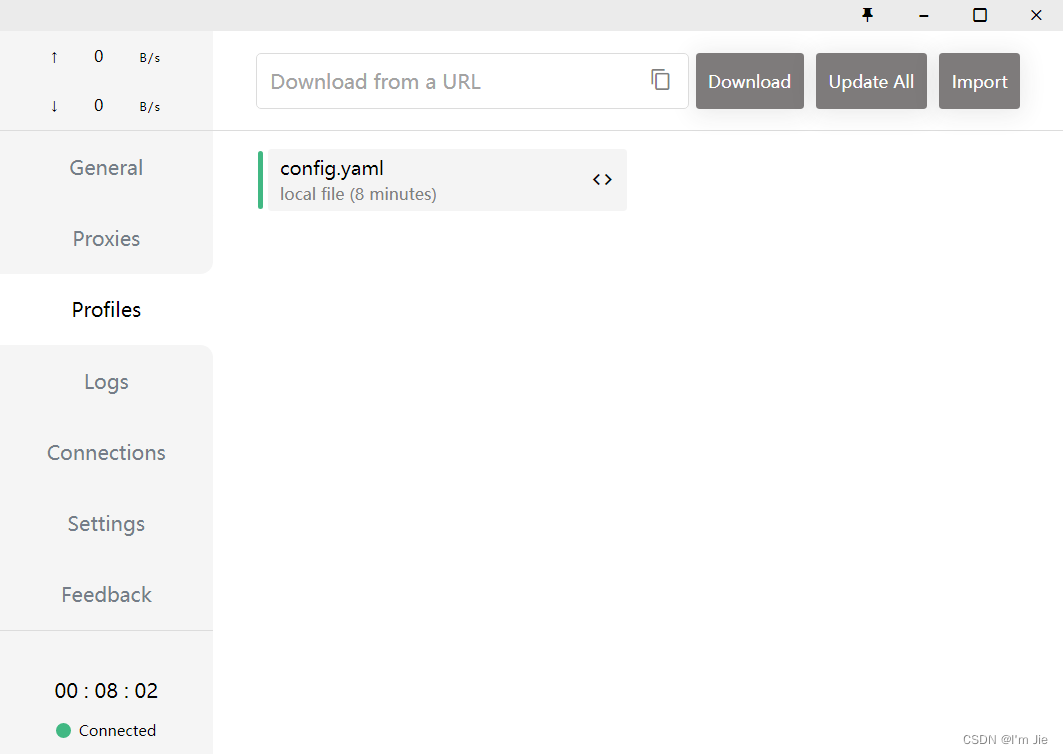 ↑ 0 B/s
↓ 0 B/s
General
Proxies
Profiles
Logs
Connections
Settings
Feedback
00 : 08 : 02
Connected
Download from a URL
Download
Update All
Import
config.yaml
local file (8 minutes)
CSDN @I'm Jie